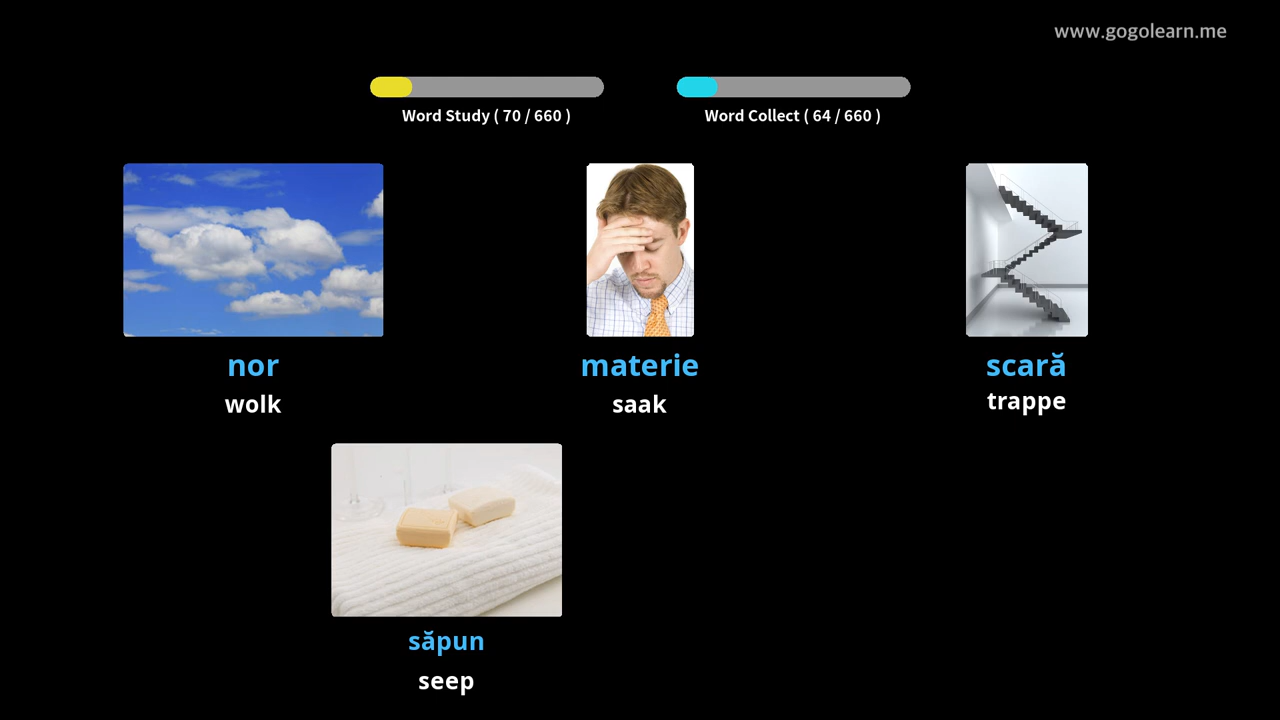 www.gogolearn.me
Word Study ( 70 / 660 )
Word Collect ( 64 / 660 )
nor
wolk
materie
saak
scară
trappe
săpun
seep